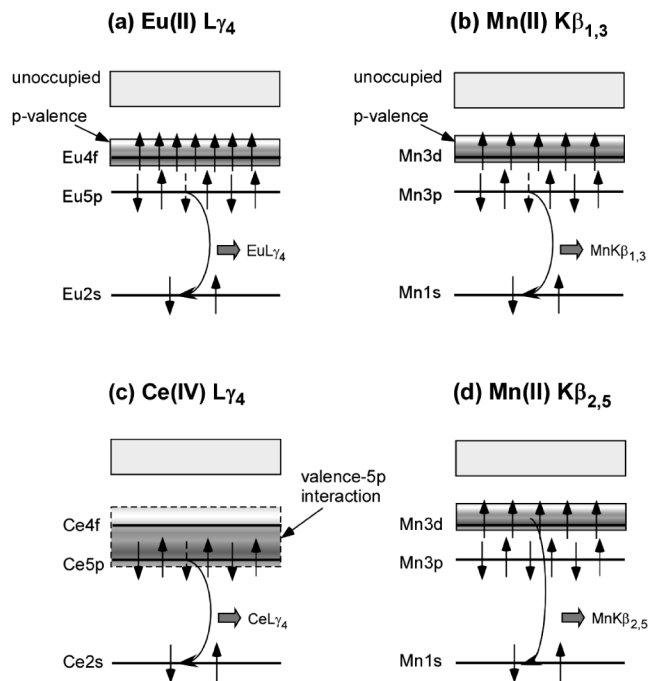 (a) Eu(II) Lγ4
unoccupied
p-valence
Eu4f
Eu5p
EuLγ4
Eu2s
(b) Mn(II) Kβ1,3
unoccupied
p-valence
Mn3d
Mn3p
MnKβ1,3
Mn1s
(c) Ce(IV) Lγ4
valence-5p
interaction
Ce4f
Ce5p
CeLγ4
Ce2s
(d) Mn(II) Kβ2,5
Mn3d
Mn3p
MnKβ2,5
Mn1s